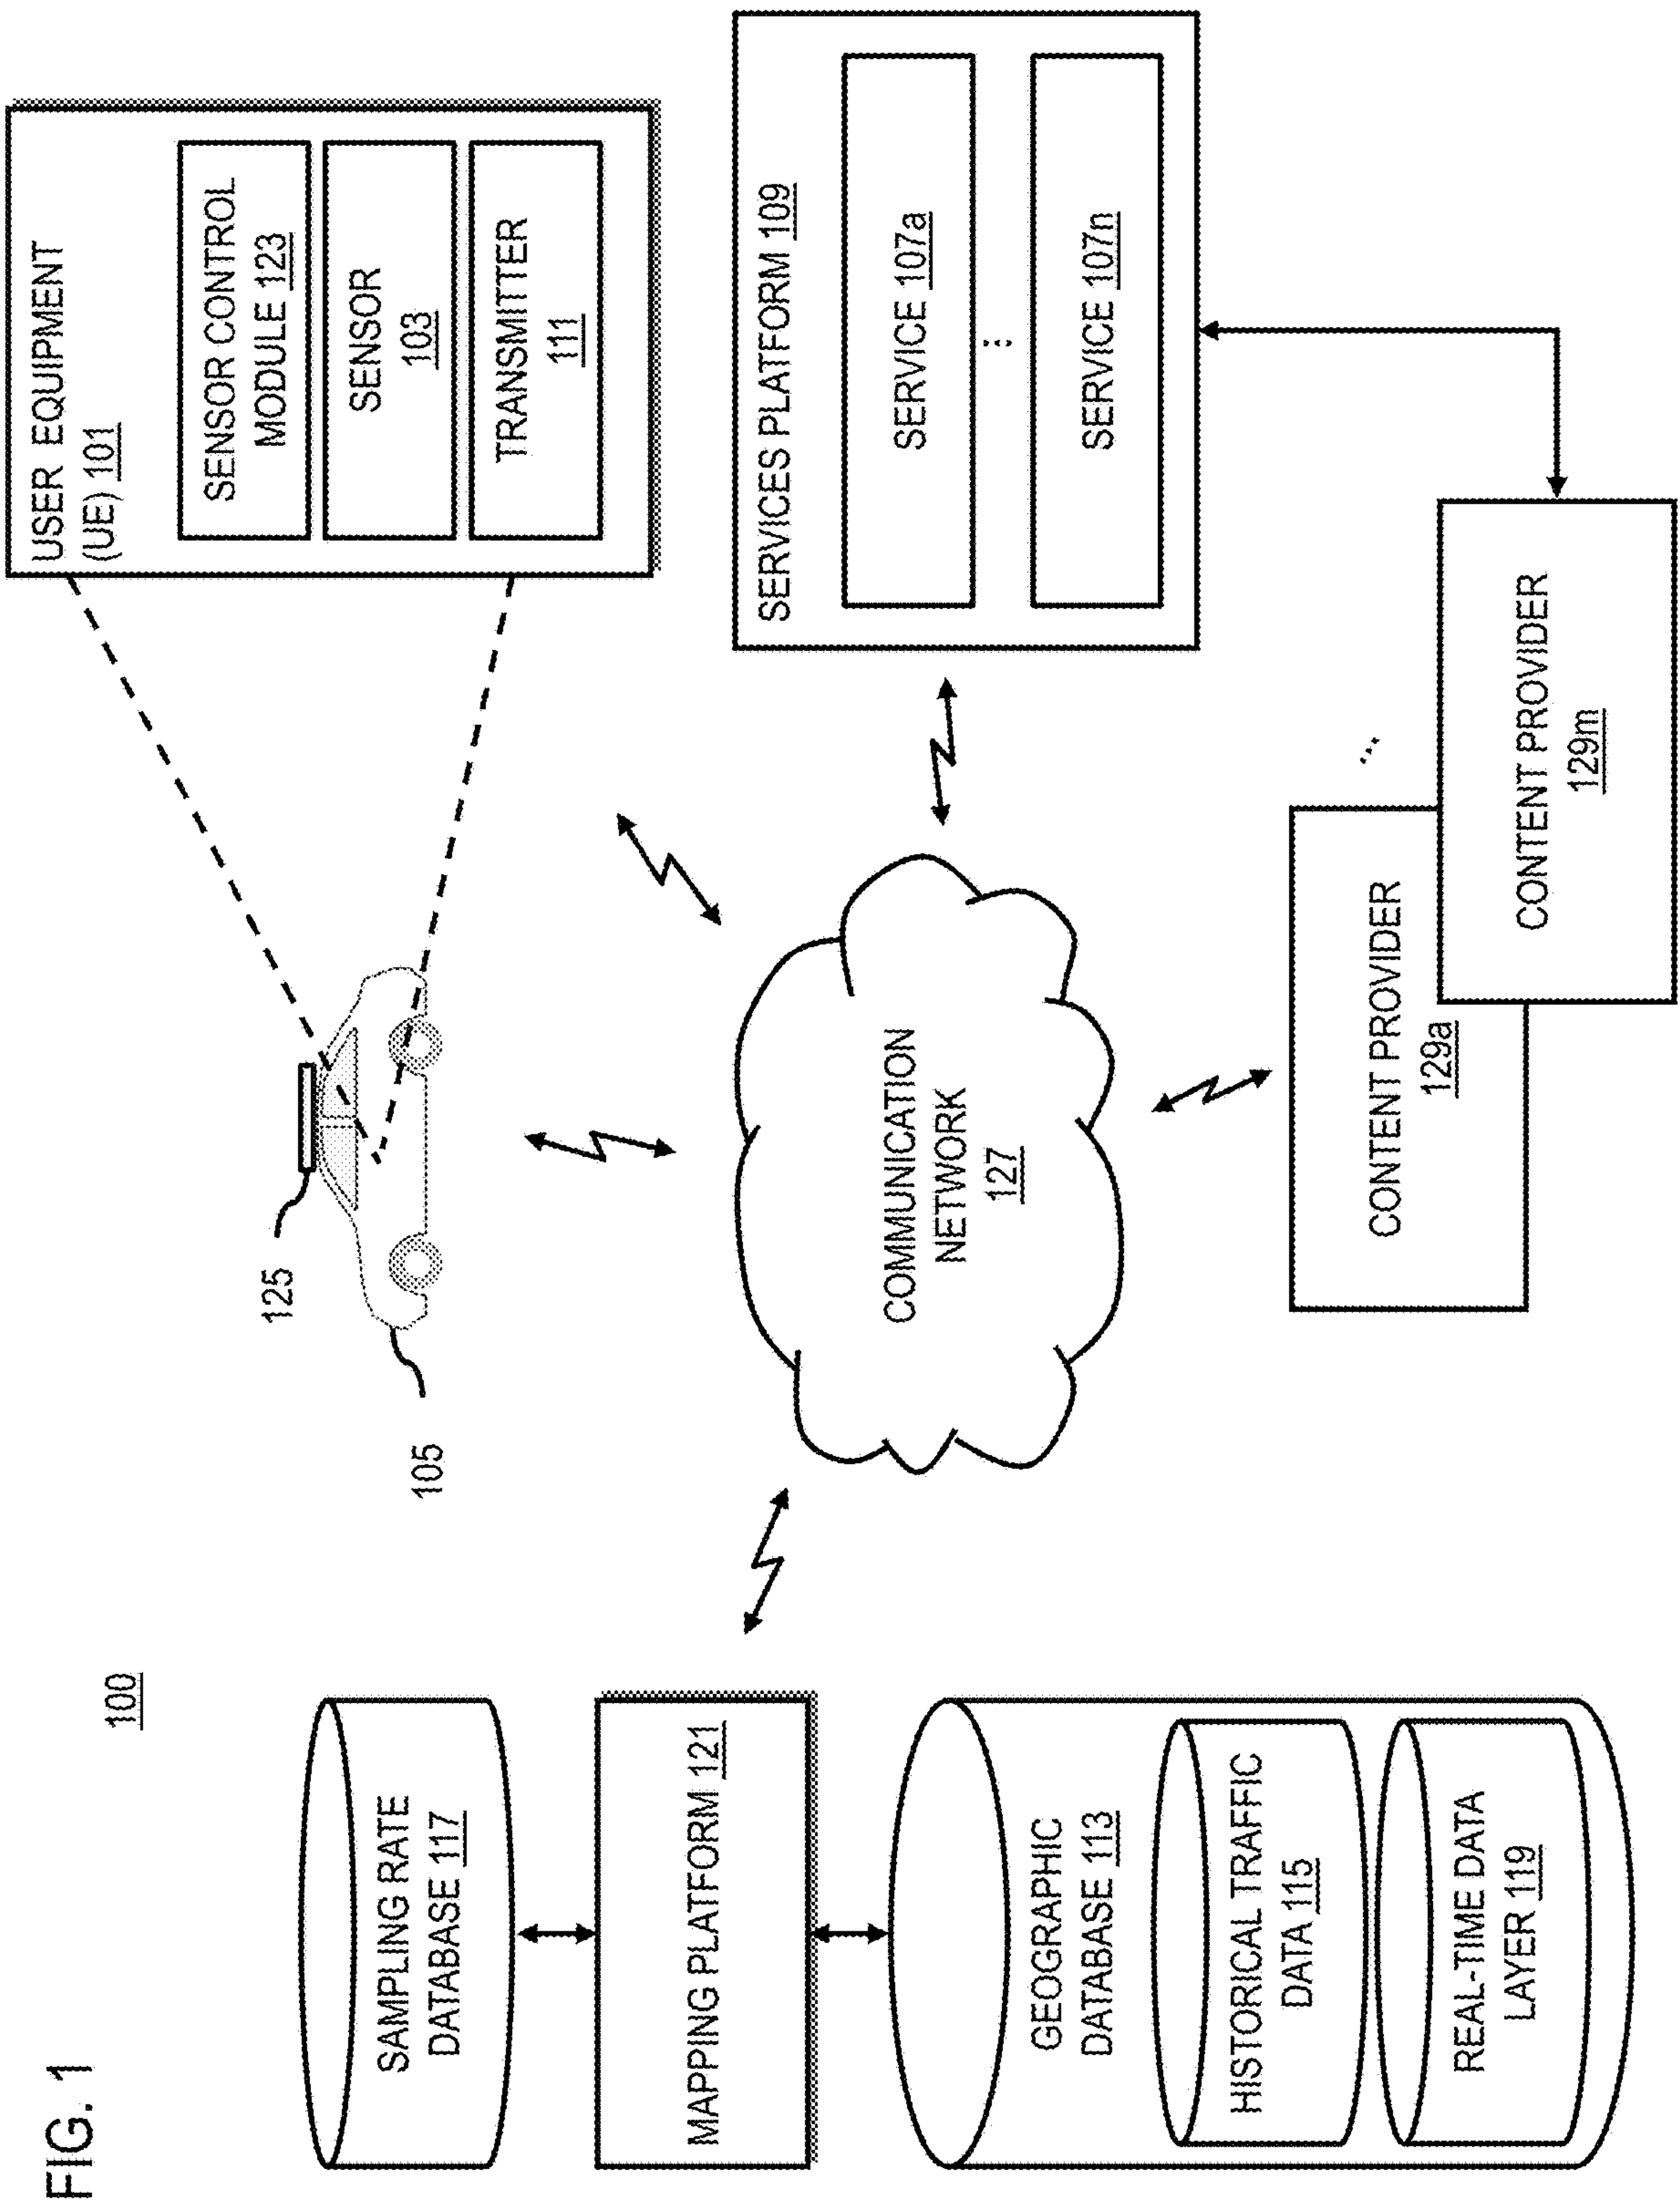 FIG. 1
100
SAMPLING RATE
DATABASE 117
MAPPING PLATFORM 121
GEOGRAPHIC
DATABASE 113
HISTORICAL TRAFFIC
DATA 115
REAL-TIME DATA
LAYER 119
125
105
COMMUNICATION
NETWORK
127
USER EQUIPMENT
(UE) 101
SENSOR CONTROL
MODULE 123
SENSOR
103
TRANSMITTER
111
SERVICES PLATFORM 109
SERVICE 107a
...
SERVICE 107n
CONTENT PROVIDER
129a
...
CONTENT PROVIDER
129m